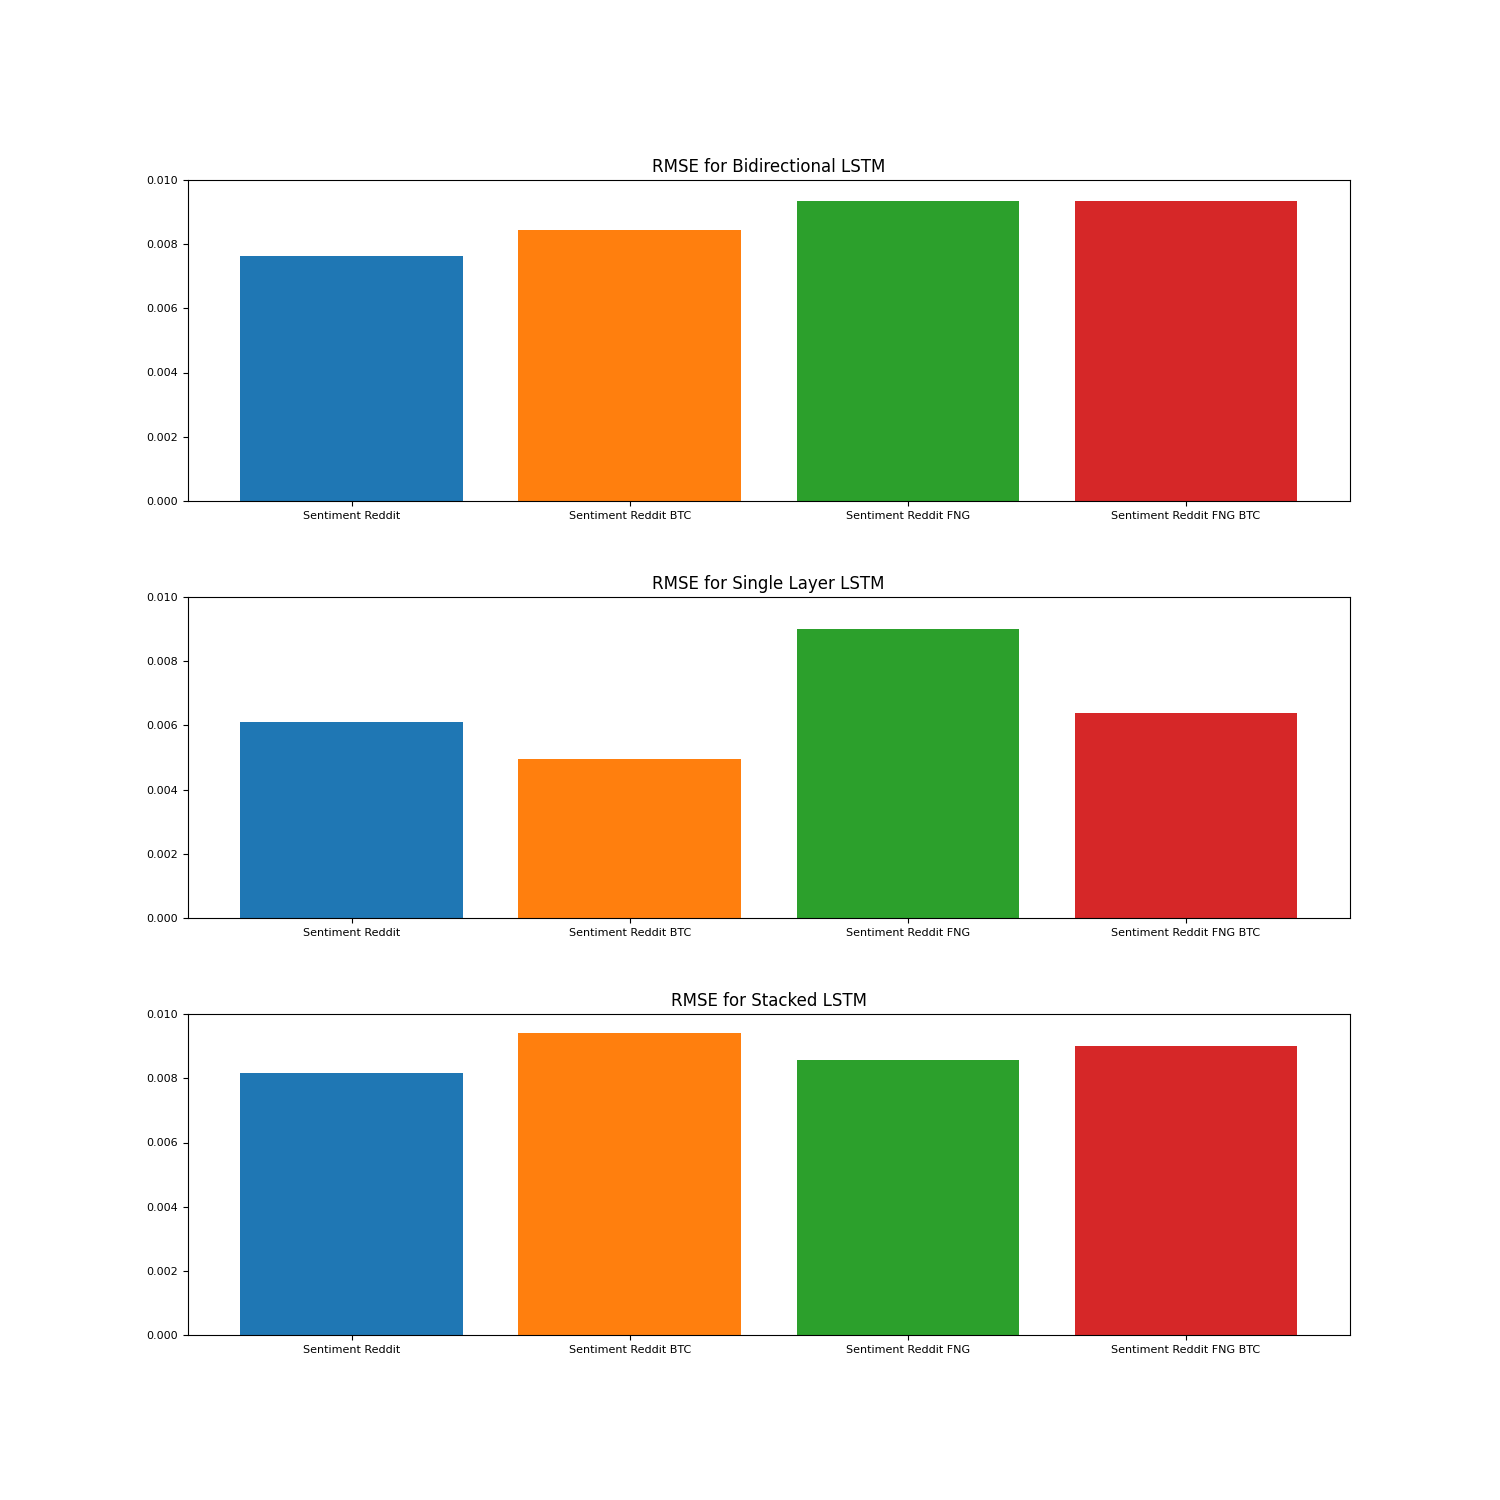 RMSE for Bidirectional LSTM
0.010
0.008
0.006
0.004
0.002
0.000
Sentiment Reddit
Sentiment Reddit BTC
Sentiment Reddit FNG
Sentiment Reddit FNG BTC
RMSE for Single Layer LSTM
0.010
0.008
0.006
0.004
0.002
0.000
Sentiment Reddit
Sentiment Reddit BTC
Sentiment Reddit FNG
Sentiment Reddit FNG BTC
RMSE for Stacked LSTM
0.010
0.008
0.006
0.004
0.002
0.000
Sentiment Reddit
Sentiment Reddit BTC
Sentiment Reddit FNG
Sentiment Reddit FNG BTC